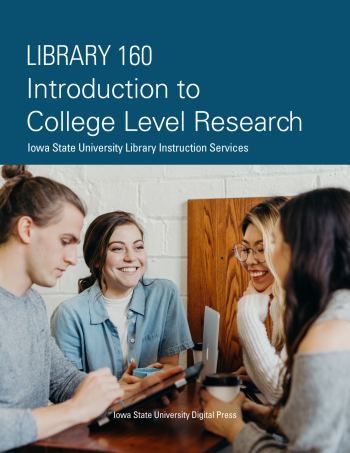 LIBRARY 160
Introduction to
College Level Research
Iowa State University Library Instruction Services
Iowa State University Digital Press